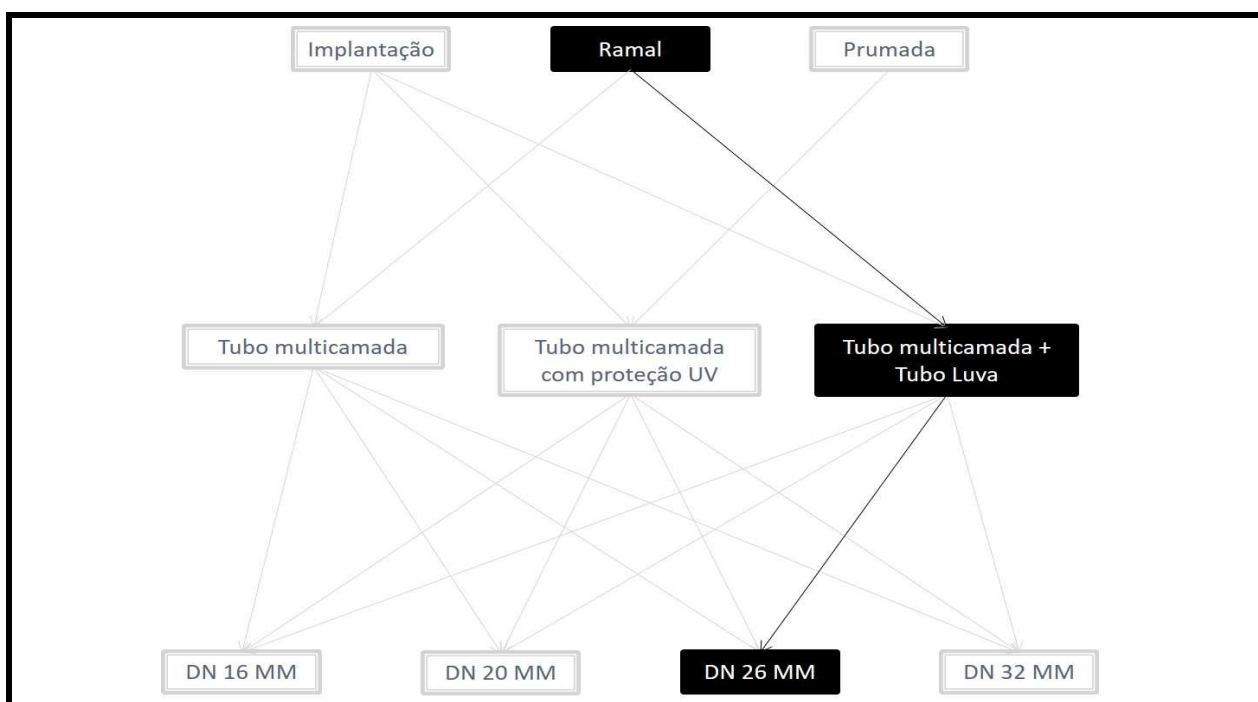 Implantação
Ramal
Prumada
Tubo multicamada
Tubo multicamada
com proteção UV
Tubo multicamada +
Tubo Luva
DN 16 MM
DN 20 MM
DN 26 MM
DN 32 MM